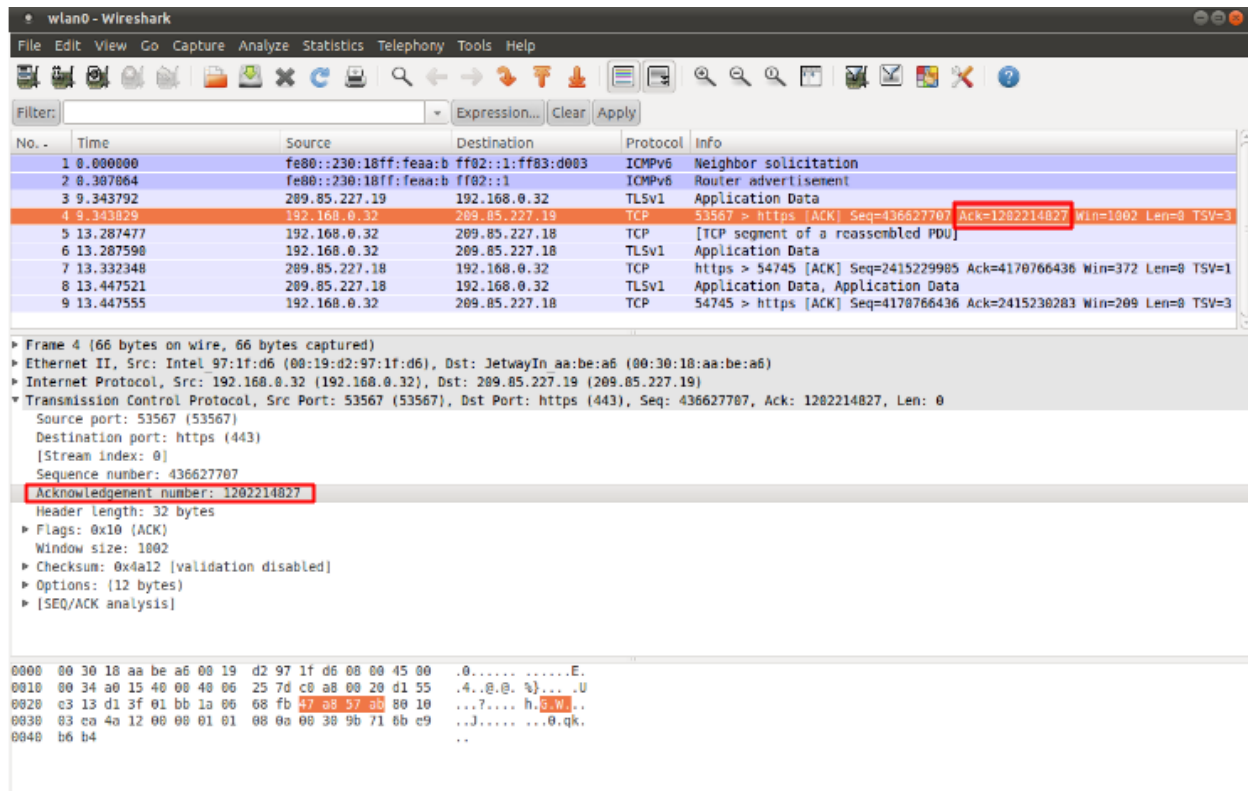 wlan0 - Wireshark
File Edit View Go Capture Analyze Statistics Telephony Tools Help
Filter: Expression... Clear Apply
No. . Time Source Destination Protocol Info
1 0.000000 fe80::230:18ff:feaa:b ff02::1:ff83:d003 ICMPv6 Neighbor solicitation
2 0.307064 fe80::230:18ff:feaa:b ff02::1 ICMPv6 Router advertisement
3 9.343792 209.85.227.19 192.168.0.32 TLSv1 Application Data
4 9.343829 192.168.0.32 209.85.227.19 TCP 53567 > https [ACK] Seq=436627707 Ack=1202214827 Win=1002 Len=0 TSV=3
5 13.287477 192.168.0.32 209.85.227.18 TCP [TCP segment of a reassembled PDU]
6 13.287590 192.168.0.32 209.85.227.18 TLSv1 Application Data
7 13.332348 209.85.227.18 192.168.0.32 TCP https > 54745 [ACK] Seq=2415229905 Ack=4170766436 Win=372 Len=0 TSV=1
8 13.447521 209.85.227.18 192.168.0.32 TLSv1 Application Data, Application Data
9 13.447555 192.168.0.32 209.85.227.18 TCP 54745 > https [ACK] Seq=4170766436 Ack=2415230283 Win=209 Len=0 TSV=3
Frame 4 (66 bytes on wire, 66 bytes captured)
Ethernet II, Src: Intel_97:1f:d6 (00:19:d2:97:1f:d6), Dst: JetwayIn_aa:be:a6 (00:30:18:aa:be:a6)
Internet Protocol, Src: 192.168.0.32 (192.168.0.32), Dst: 209.85.227.19 (209.85.227.19)
Transmission Control Protocol, Src Port: 53567 (53567), Dst Port: https (443), Seq: 436627707, Ack: 1202214827, Len: 0
Source port: 53567 (53567)
Destination port: https (443)
[Stream index: 0]
Sequence number: 436627707
Acknowledgement number: 1202214827
Header length: 32 bytes
Flags: 0x10 (ACK)
Window size: 1002
Checksum: 0x4a12 [validation disabled]
Options: (12 bytes)
[SEQ/ACK analysis]
0000 00 30 18 aa be a6 00 19 d2 97 1f d6 08 00 45 00 .0...... ......E.
0010 00 34 a0 15 40 00 40 06 25 7d c0 a8 00 20 d1 55 .4..@.@. %}... .U
0020 e3 13 d1 3f 01 bb 1a 06 68 fb 47 a8 57 ab 80 10 ...?.... h.G.W...
0030 03 ea 4a 12 00 00 01 01 08 0a 00 30 9b 71 6b e9 ..J..... ...0.qk.
0040 b6 b4 ..